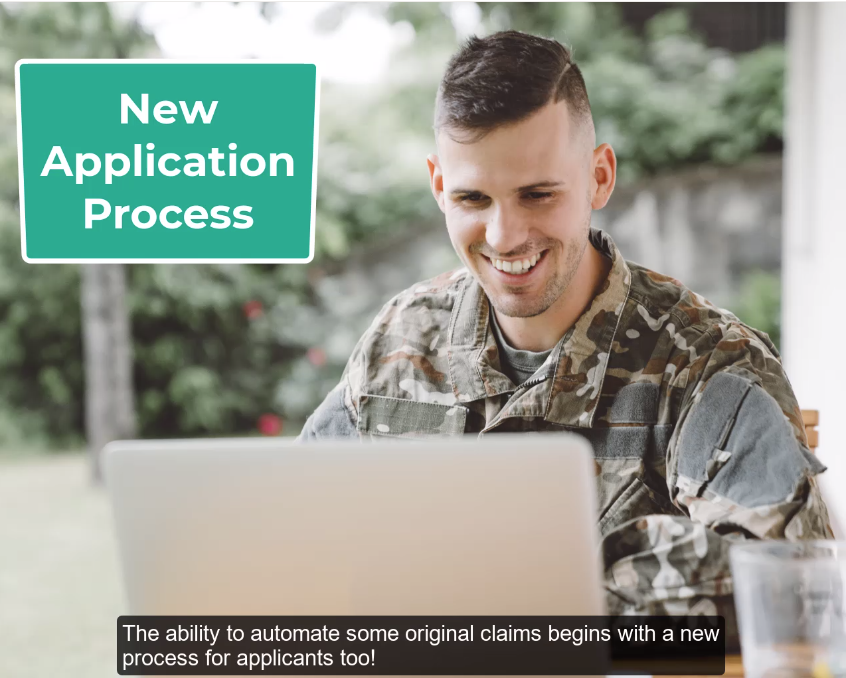 New
Application
Process
The ability to automate some original claims begins with a new
process for applicants too!